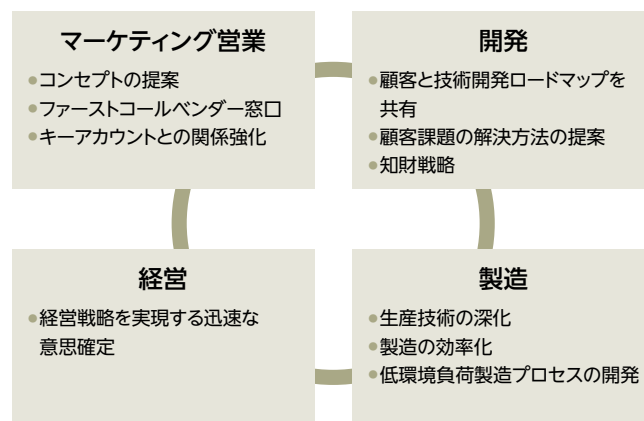 マーケティング営業
●コンセプトの提案
●ファーストコールベンダー窓口
●キーアカウントとの関係強化
開発
●顧客と技術開発ロードマップを
共有
●顧客課題の解決方法の提案
●知財戦略
経営
●経営戦略を実現する迅速な
意思確定
製造
●生産技術の深化
●製造の効率化
●低環境負荷製造プロセスの開発